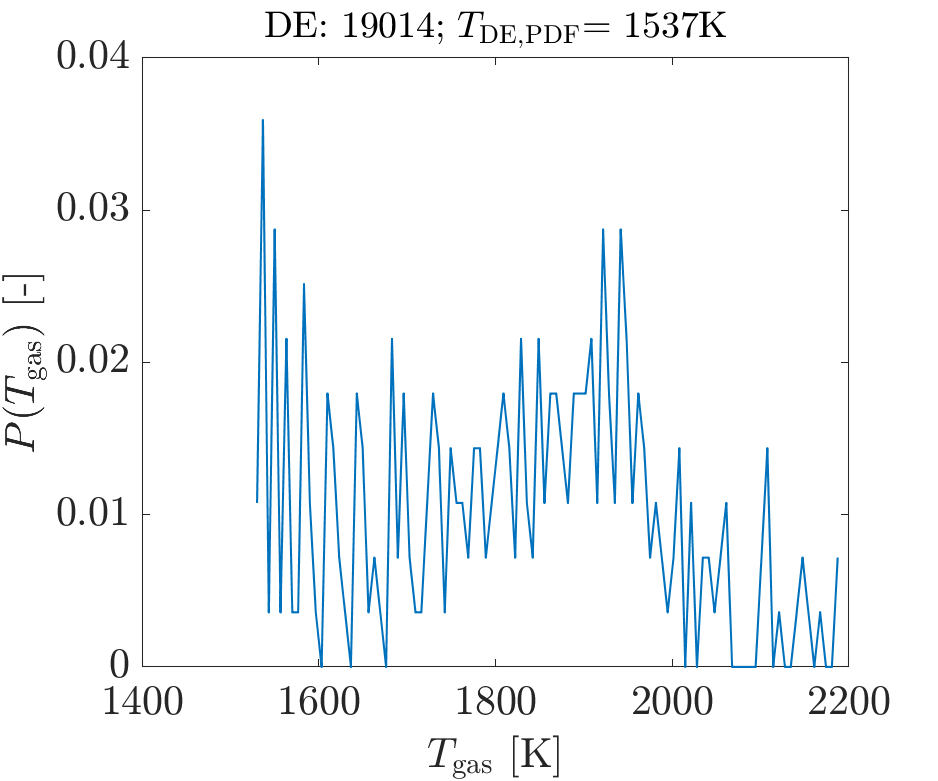 DE: 19014; T_DE,PDF= 1537K
0.04
0.03
0.02
0.01
0
P(T_gas) [-]
1400 1600 1800 2000 2200
T_gas [K]